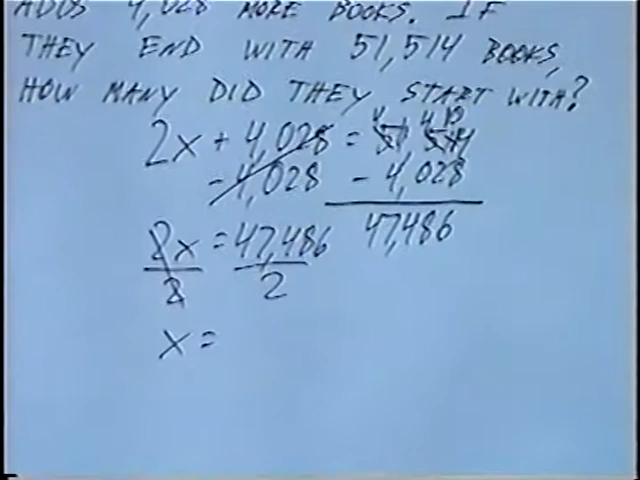 ADDS 4,028 MORE BOOKS. IF
THEY END WITH 51,514 BOOKS,
HOW MANY DID THEY START WITH?
2x + 4,028 = 51,514
- 4,028 - 4,028
2x = 47,486 47,486
2 2
x =